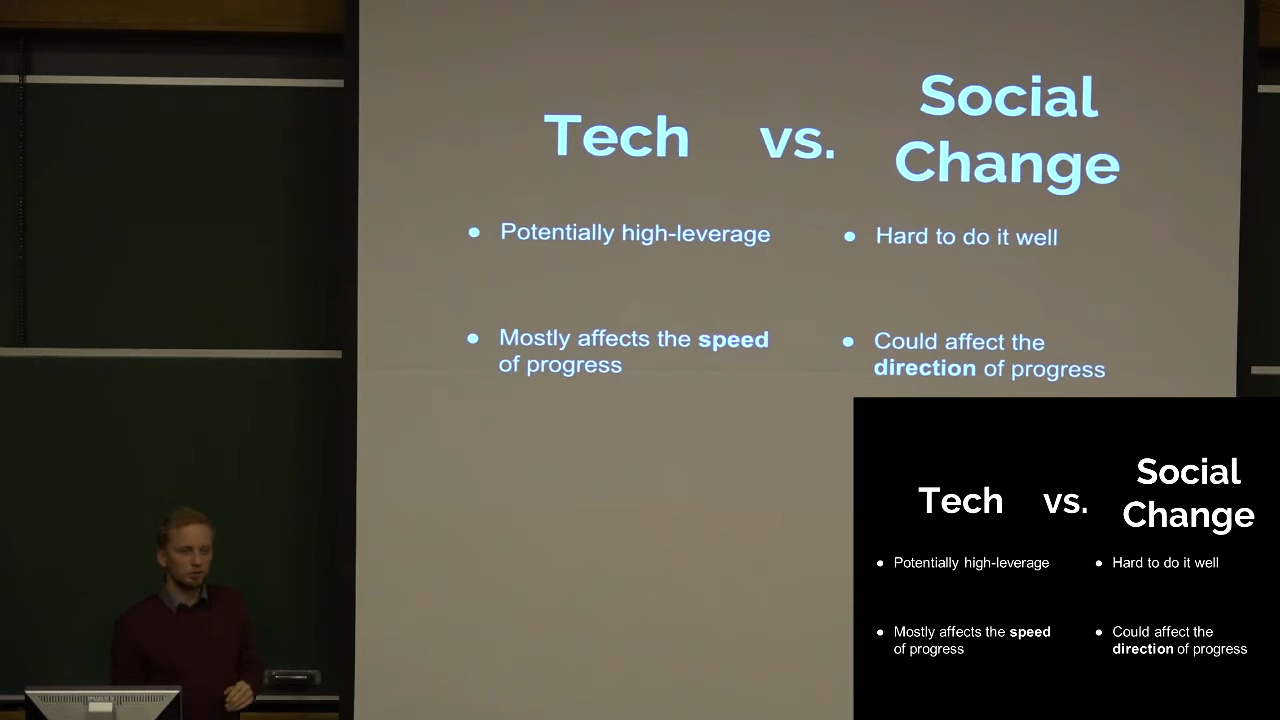 Tech vs. Social
Change
• Potentially high-leverage
• Hard to do it well
• Mostly affects the speed
of progress
• Could affect the
direction of progress
Tech vs. Social
Change
• Potentially high-leverage
• Hard to do it well
• Mostly affects the speed
of progress
• Could affect the
direction of progress